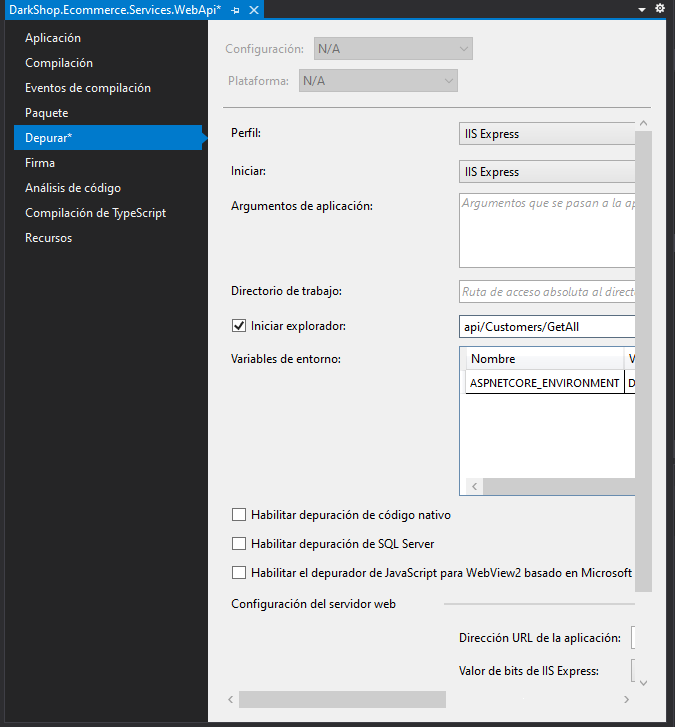 DarkShop.Ecommerce.Services.WebApi*
Aplicación
Compilación
Eventos de compilación
Paquete
Depurar*
Firma
Análisis de código
Compilación de TypeScript
Recursos
Configuración: N/A
Plataforma: N/A
Perfil: IIS Express
Iniciar: IIS Express
Argumentos de aplicación: Argumentos que se pasan a la ap
Directorio de trabajo: Ruta de acceso absoluta al direct
Iniciar explorador: api/Customers/GetAll
Variables de entorno: Nombre V
ASPNETCORE_ENVIRONMENT D
Habilitar depuración de código nativo
Habilitar depuración de SQL Server
Habilitar el depurador de JavaScript para WebView2 basado en Microsoft
Configuración del servidor web
Dirección URL de la aplicación:
Valor de bits de IIS Express: